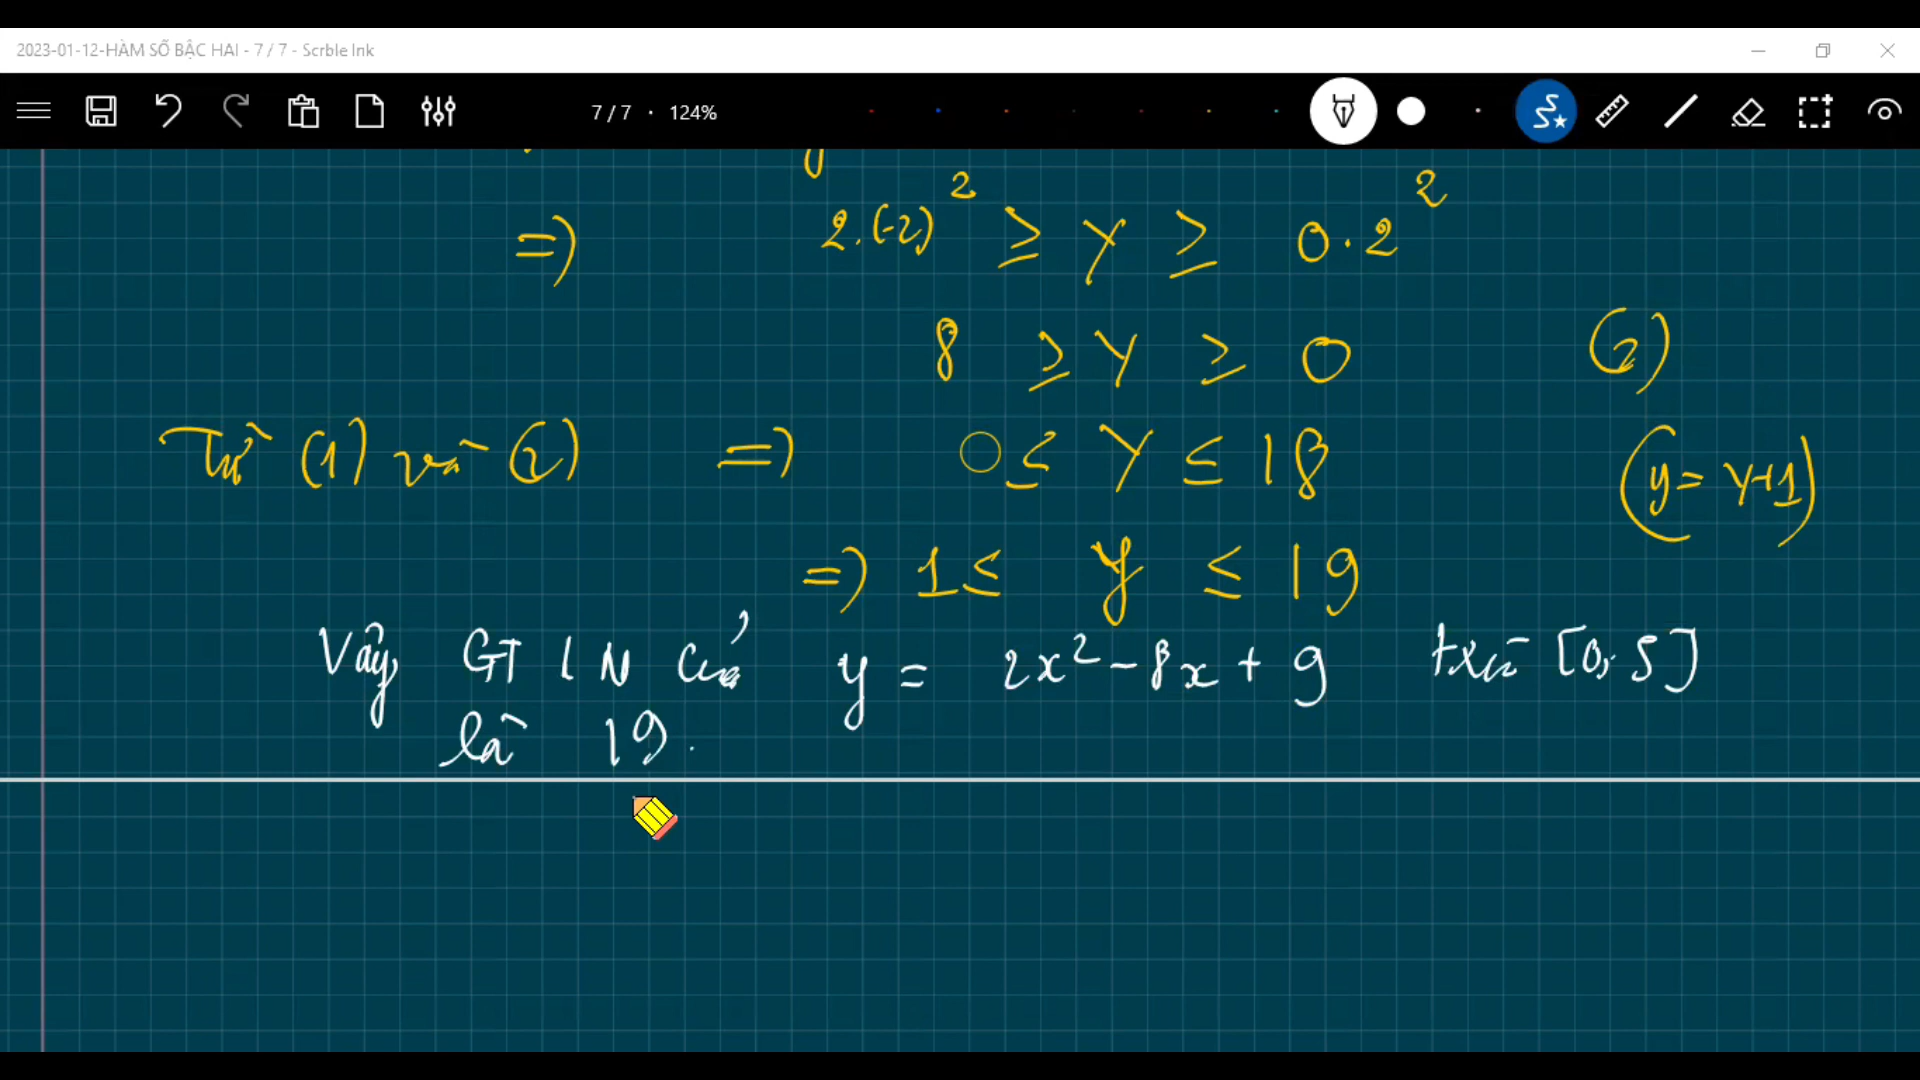 2023-01-12-HÀM SỐ BẬC HAI - 7 / 7 - Scrble Ink
7 / 7 · 124%
=> 2.(-2)² ≥ Y ≥ 0.2²
8 ≥ Y ≥ 0 (2)
Từ (1) và (2) => 0 ≤ Y ≤ 18 (y = Y+1)
=> 1 ≤ y ≤ 19
Vậy GTLN của y = 2x² - 8x + 9 trên [0; 5]
là 19.